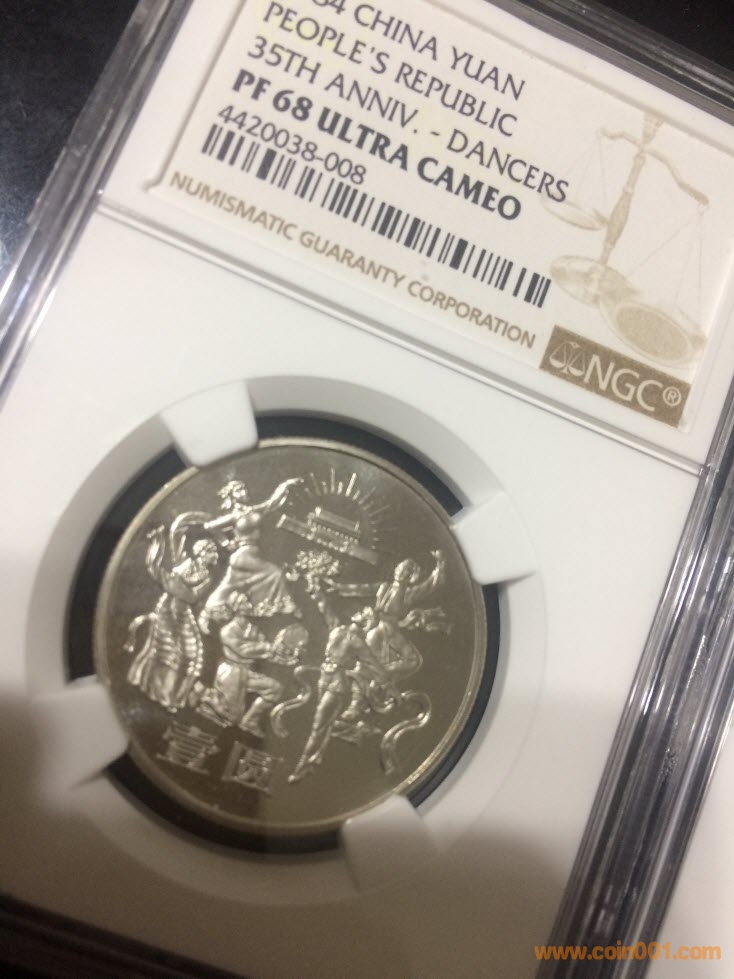 84 CHINA YUAN
PEOPLE'S REPUBLIC
35TH ANNIV. - DANCERS
PF 68 ULTRA CAMEO
4420038-008
NUMISMATIC GUARANTY CORPORATION
NGC®
壹圆
www.coin001.com